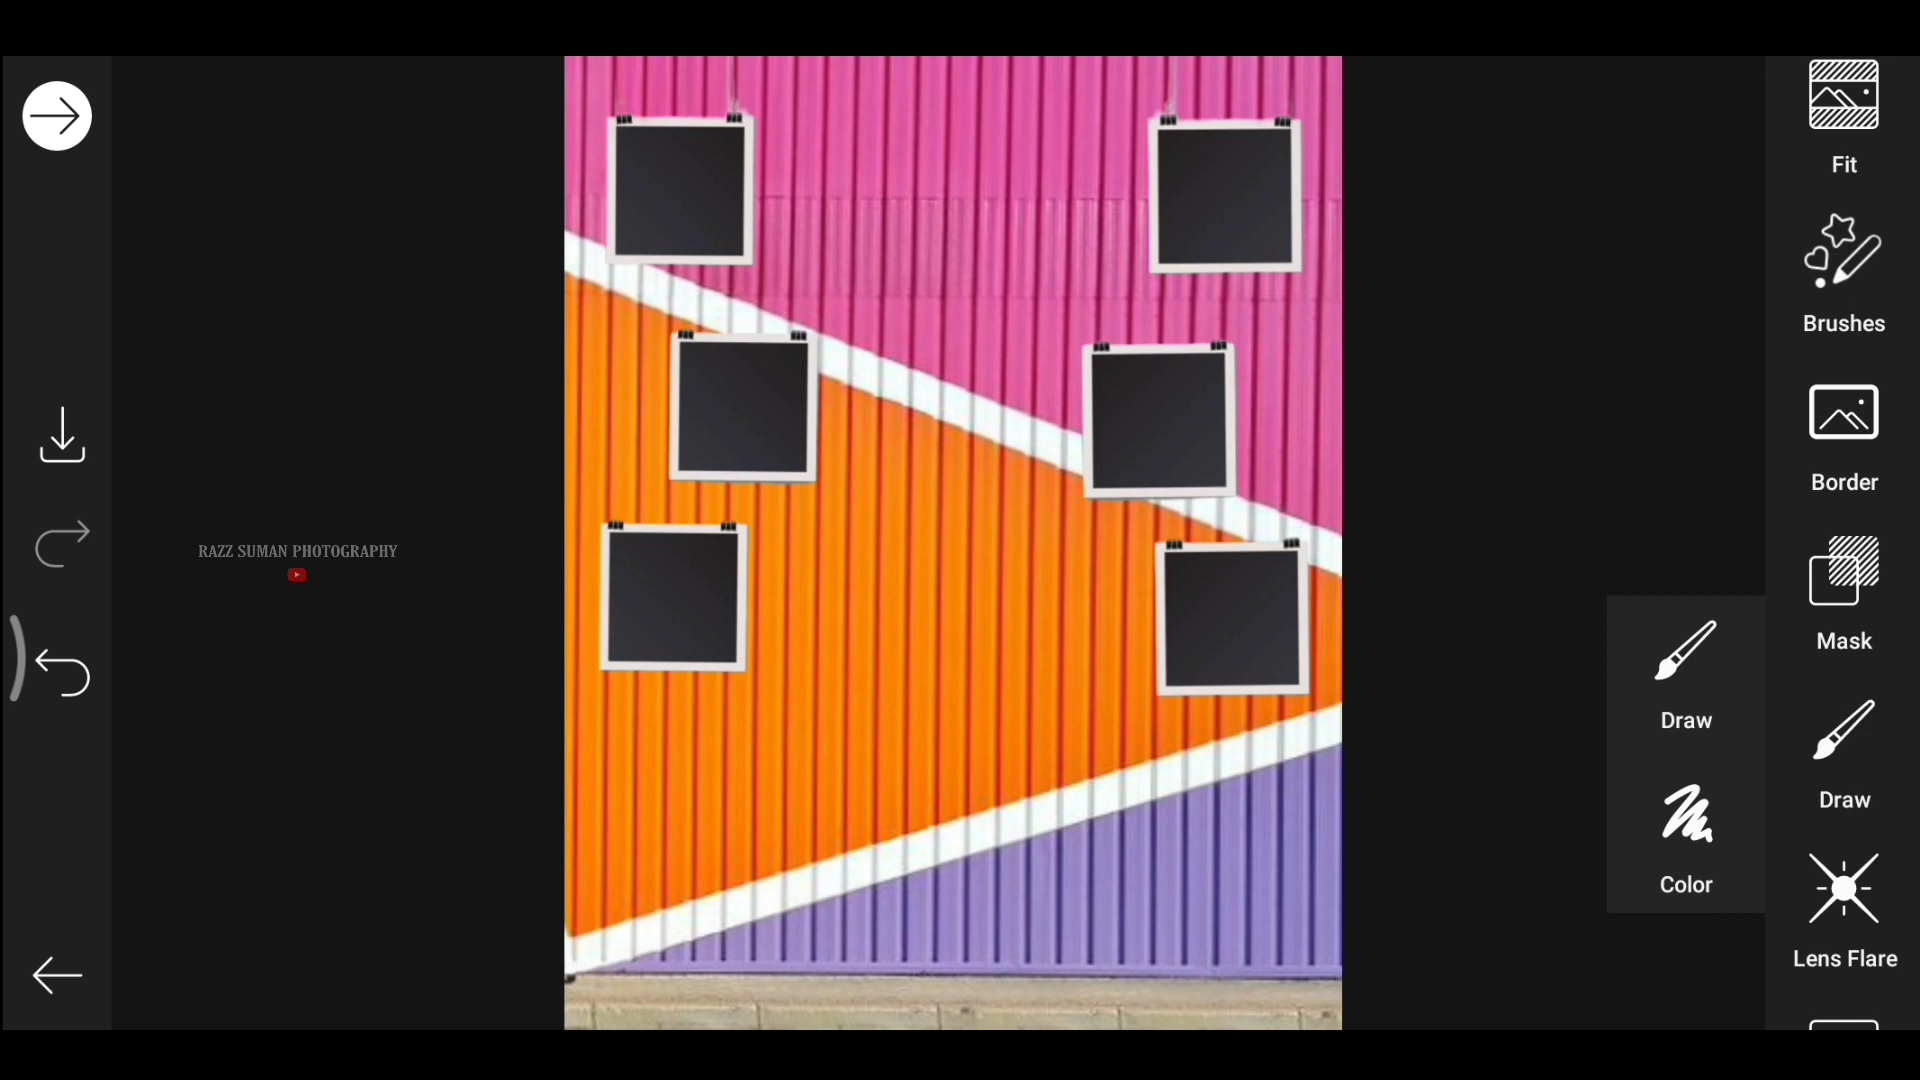 Fit
Brushes
Border
RAZZ SUMAN PHOTOGRAPHY
Mask
Draw
Draw
Color
Lens Flare